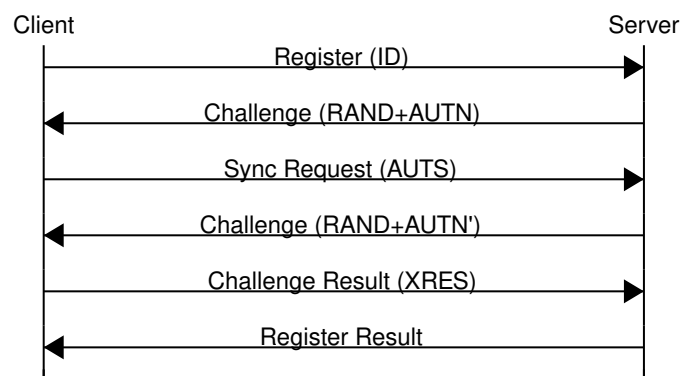 Client Server
Register (ID)
Challenge (RAND+AUTN)
Sync Request (AUTS)
Challenge (RAND+AUTN')
Challenge Result (XRES)
Register Result